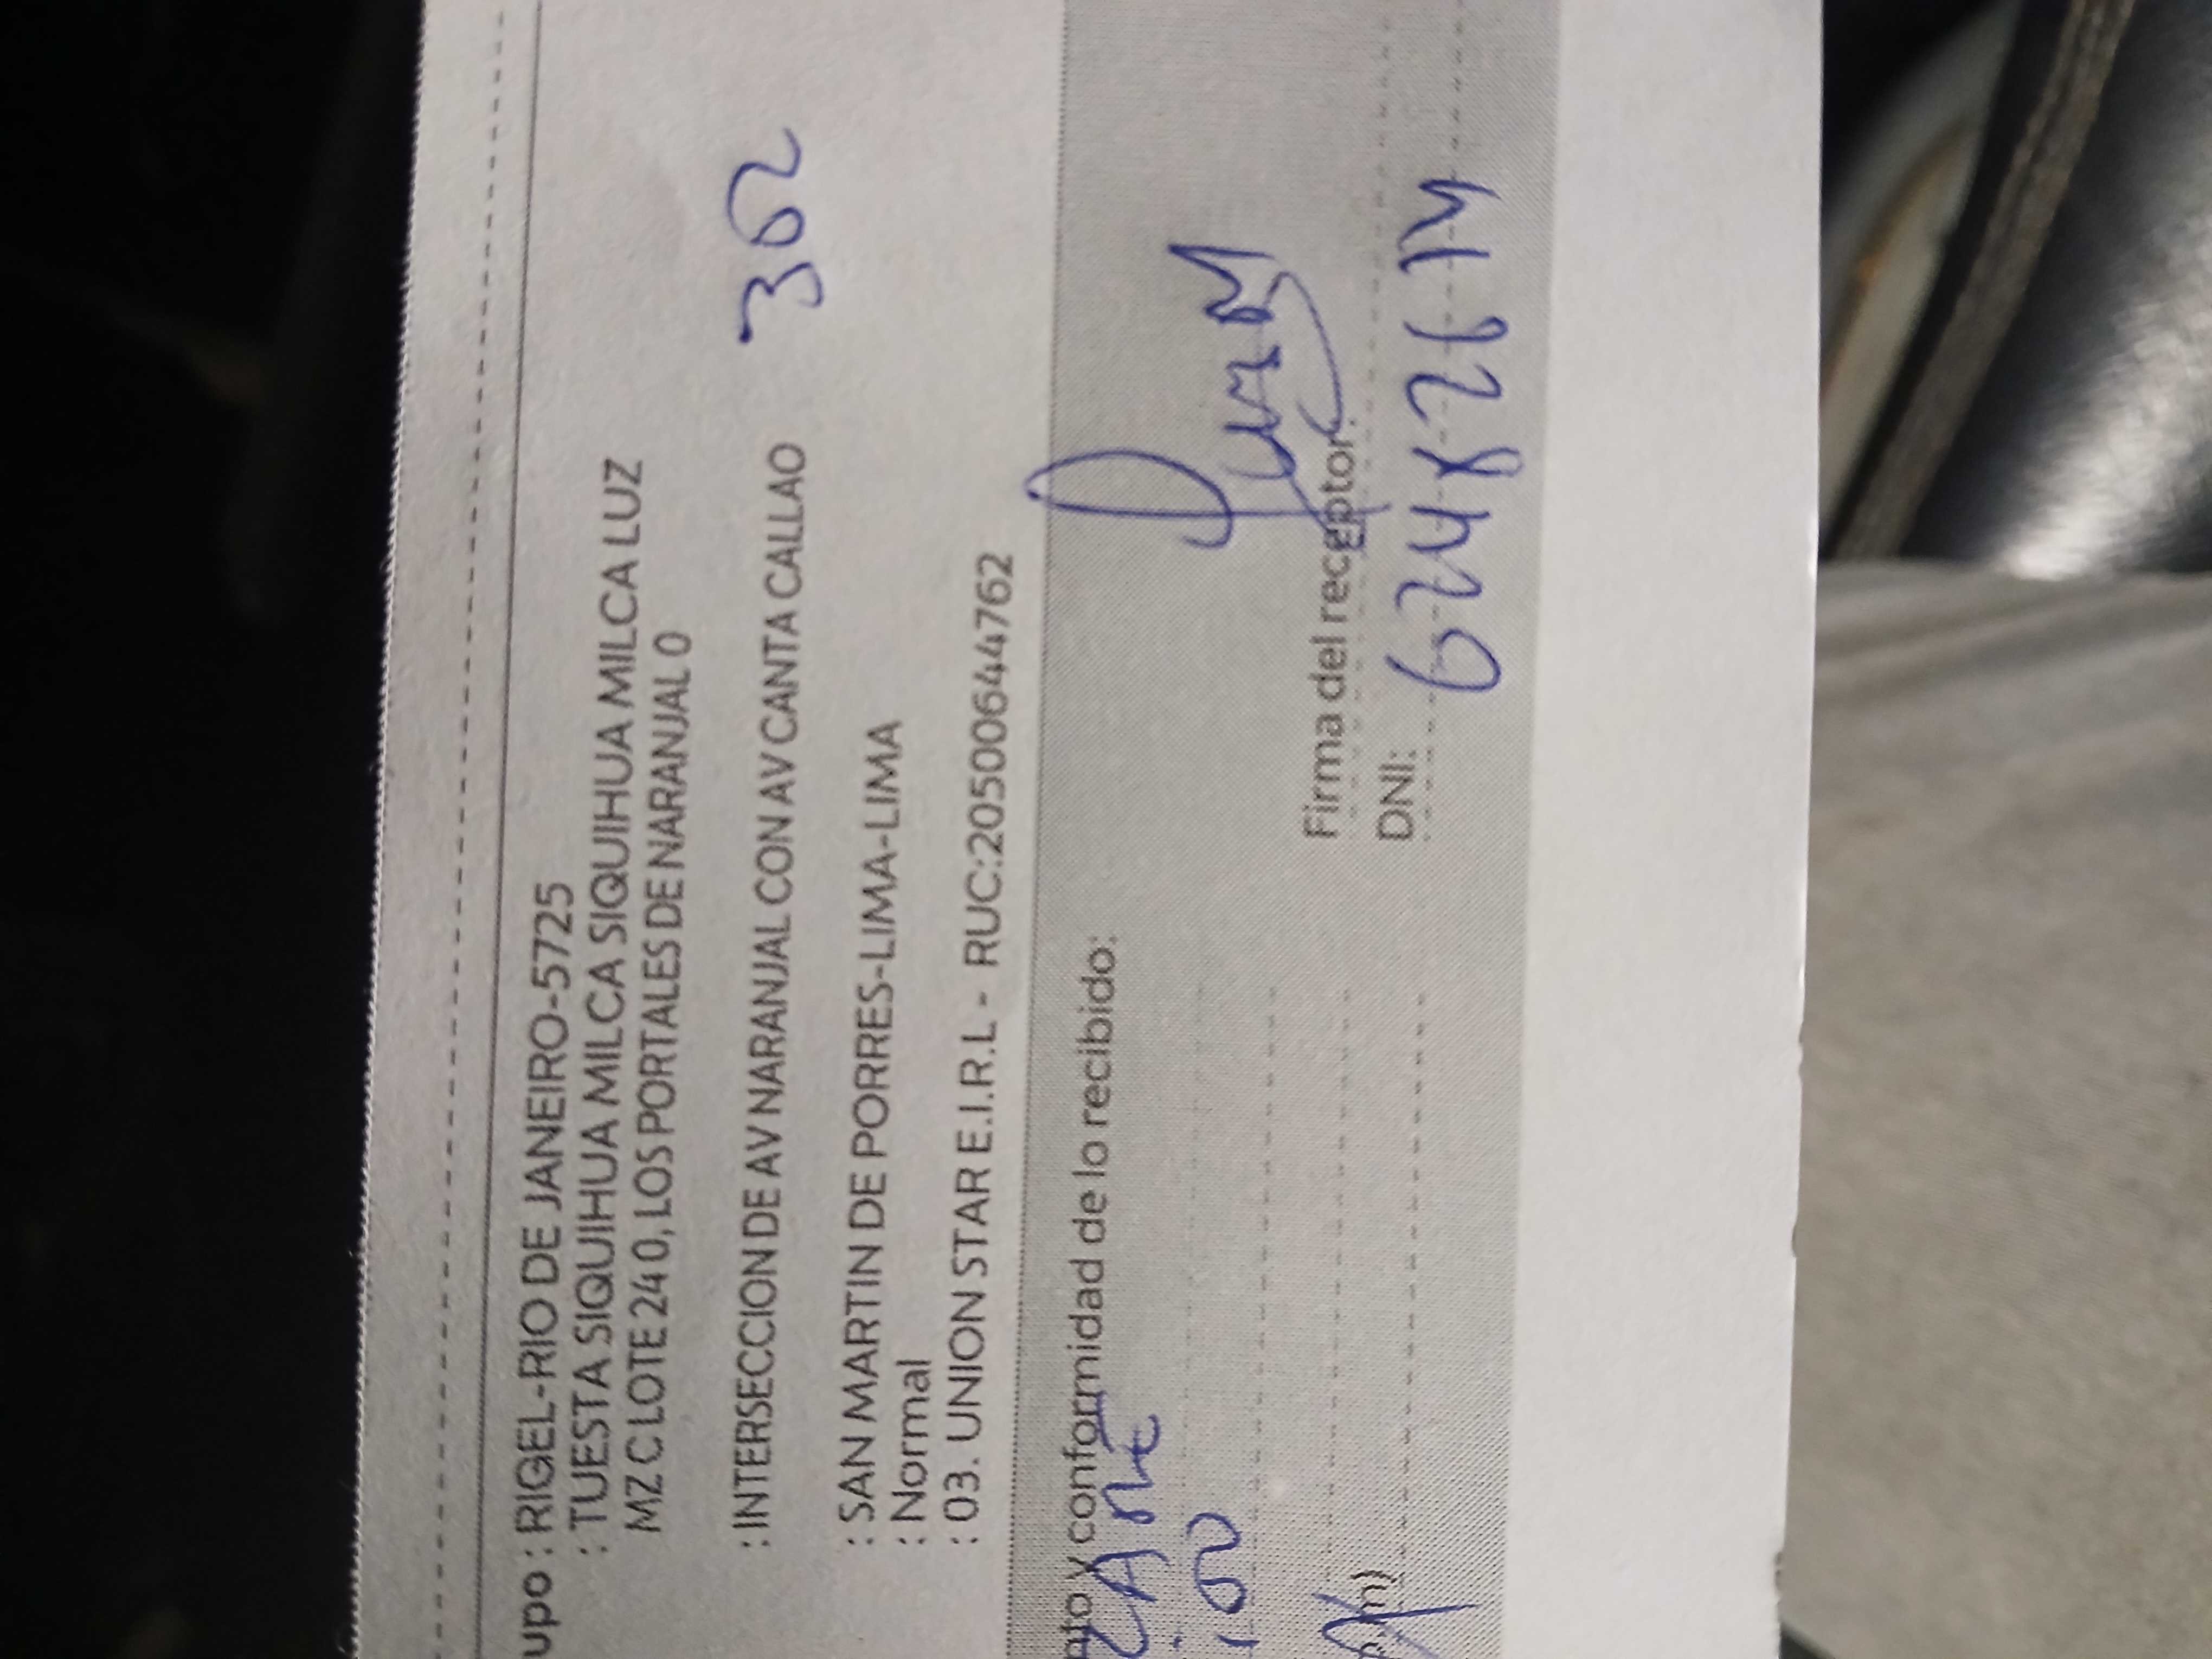 upo : RIGEL-RIO DE JANEIRO-5725
: TUESTA SIQUIHUA MILCA SIQUIHUA MILCA LUZ
MZ C LOTE 24 0, LOS PORTALES DE NARANJAL 0
: INTERSECCION DE AV NARANJAL CON AV CANTA CALLAO 302
: SAN MARTIN DE PORRES-LIMA-LIMA
: Normal
: 03. UNION STAR E.I.R.L - RUC:20500644762
nto y conformidad de lo recibido:
Firma del receptor:
DNI: 62482614